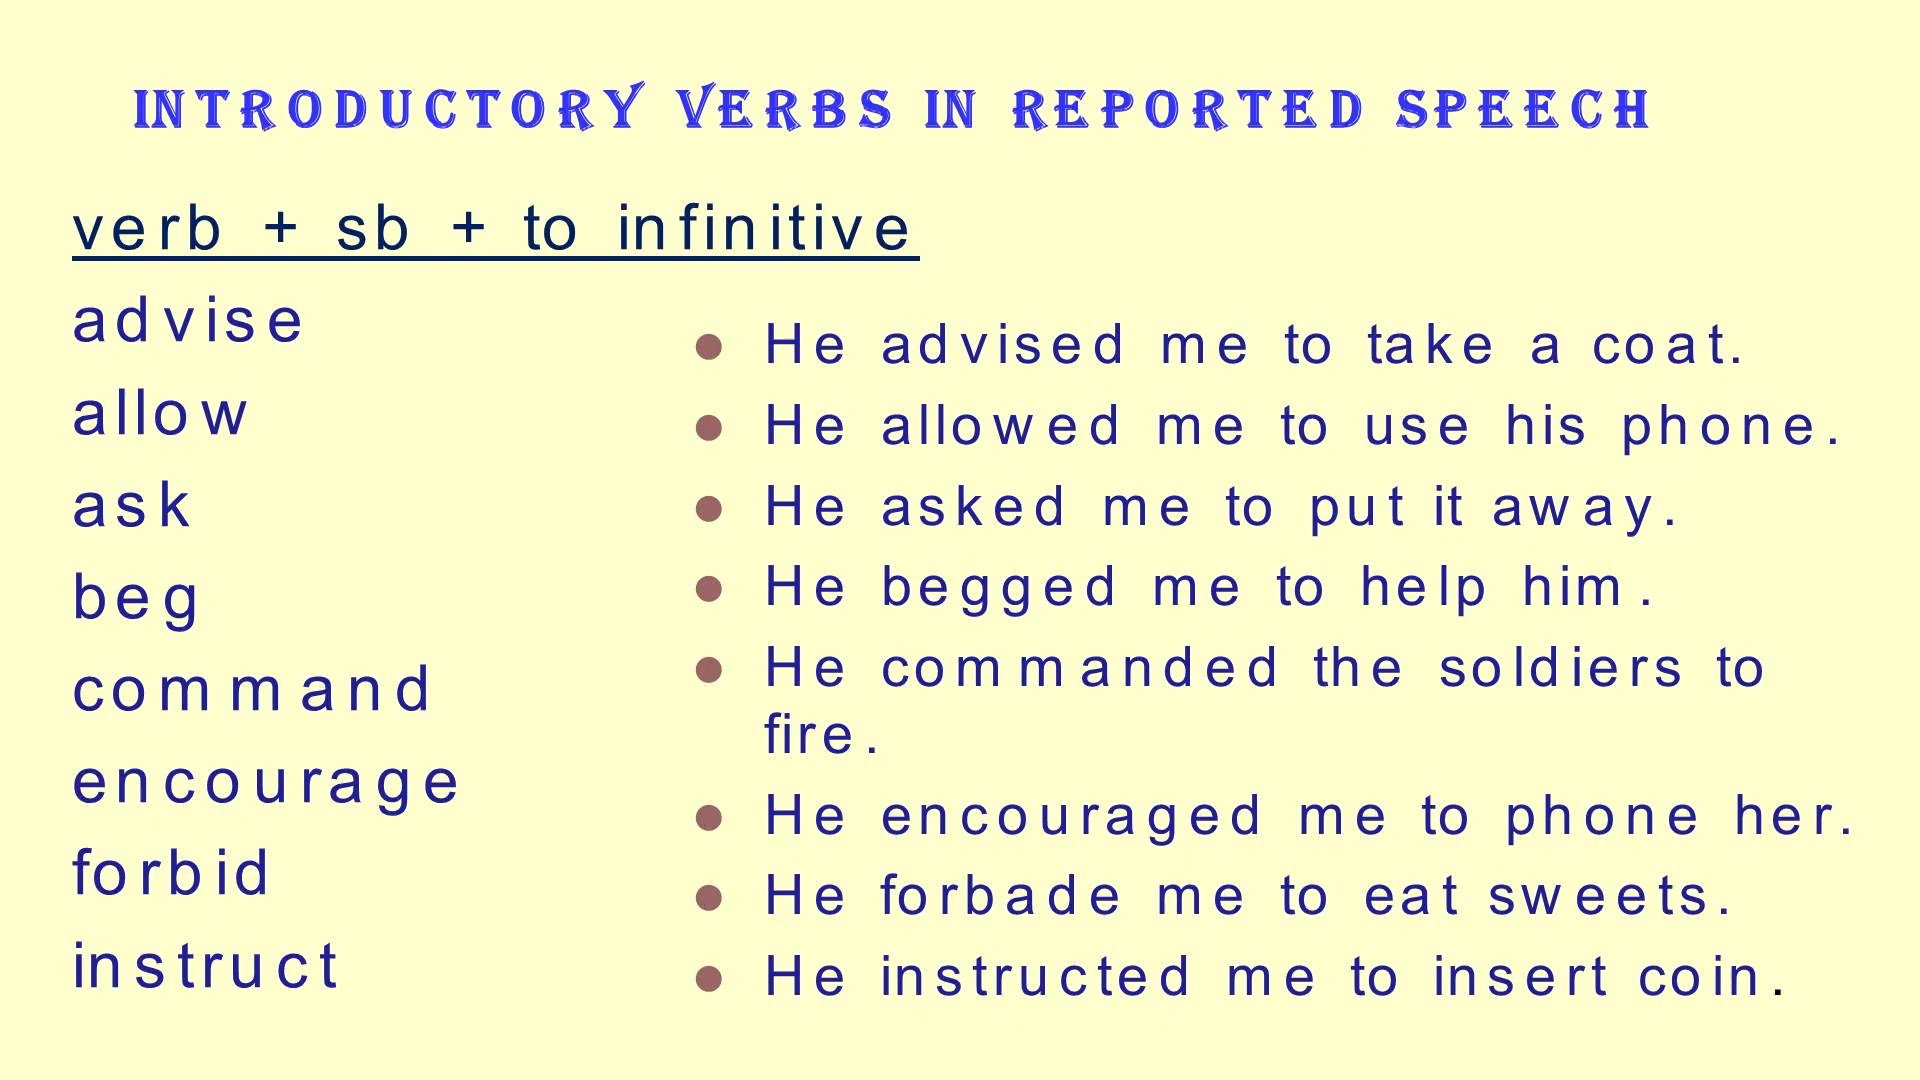 INTRODUCTORY VERBS IN REPORTED SPEECH
verb + sb + to infinitive
advise
allow
ask
beg
command
encourage
forbid
instruct
● He advised me to take a coat.
● He allowed me to use his phone.
● He asked me to put it away.
● He begged me to help him.
● He commanded the soldiers to
fire.
● He encouraged me to phone her.
● He forbade me to eat sweets.
● He instructed me to insert coin.